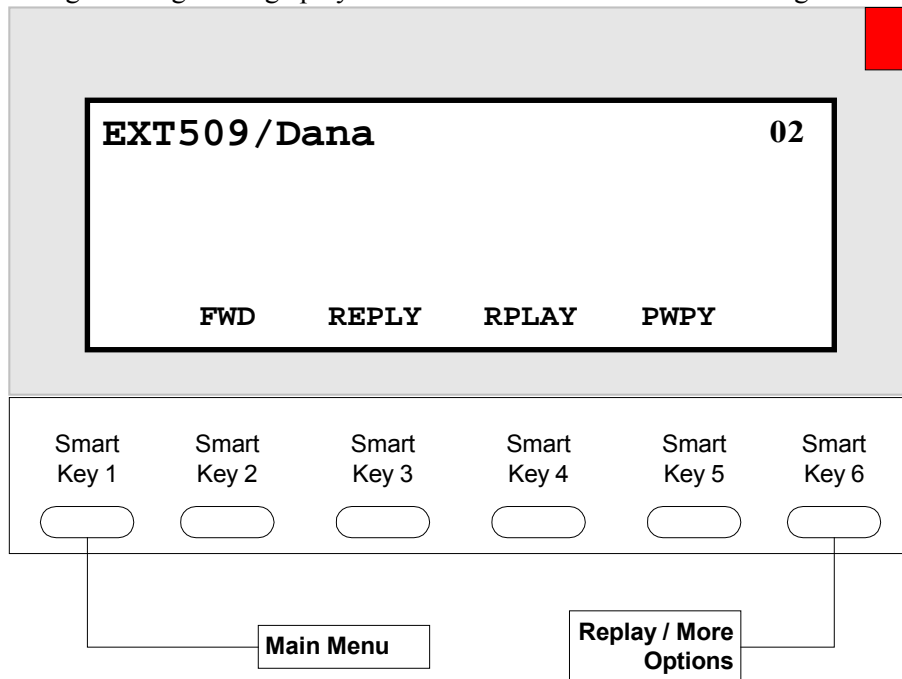 EXT509/Dana 02
FWD REPLY RPLAY PWPY
Smart Key 1 Smart Key 2 Smart Key 3 Smart Key 4 Smart Key 5 Smart Key 6
Main Menu
Replay / More
Options